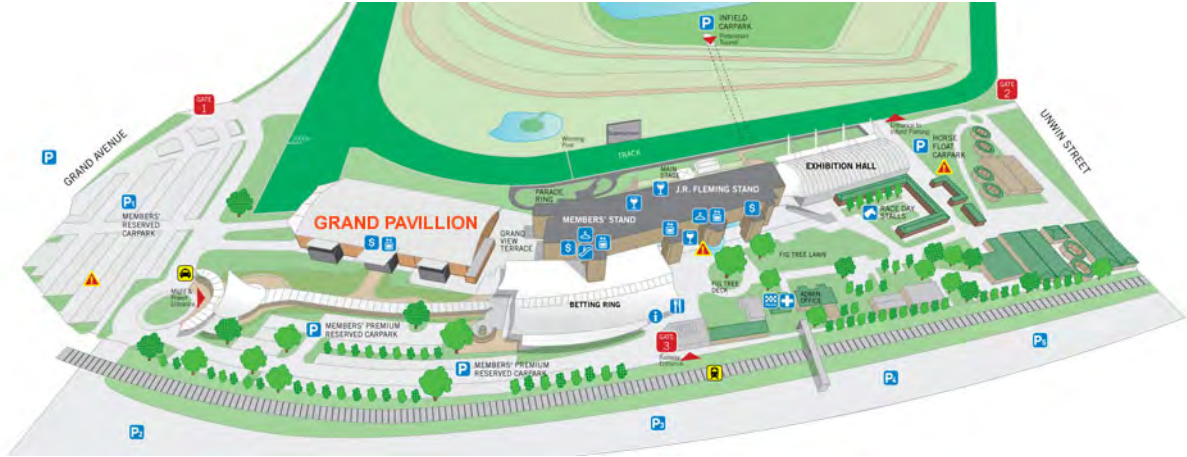 P
INFIELD
CARPARK
Pedestrian
Tunnel
GATE
1
GATE
2
P
GRAND AVENUE
UNWIN STREET
Entrance to
Infield Parking
Winning
Post
TRACK
P
HORSE
FLOAT
CARPARK
EXHIBITION HALL
MAIN
STAGE
J.R. FLEMING STAND
PARADE
RING
P1
MEMBERS'
RESERVED
CARPARK
GRAND PAVILLION
MEMBERS' STAND
RACE DAY
STALLS
GRAND
VIEW
TERRACE
$
$
$
FIG TREE LAWN
FIG TREE
DECK
ADMIN
OFFICE
BETTING RING
i
P
MEMBERS' PREMIUM
RESERVED CARPARK
P
MEMBERS' PREMIUM
RESERVED CARPARK
GATE
3
Railway
Entrance
P2
P3
P4
P5